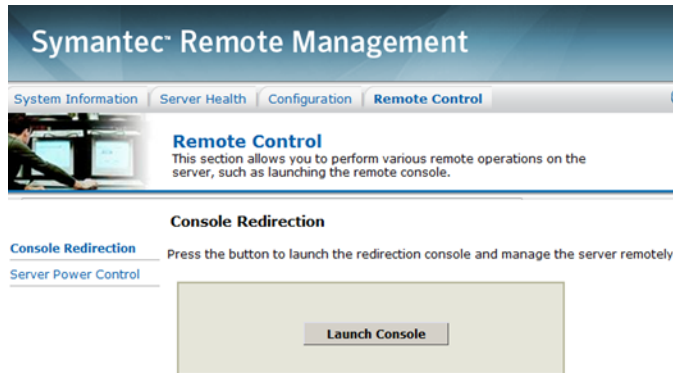 Symantec™ Remote Management
System Information
Server Health
Configuration
Remote Control
Remote Control
This section allows you to perform various remote operations on the
server, such as launching the remote console.
Console Redirection
Console Redirection
Press the button to launch the redirection console and manage the server remotely
Server Power Control
Launch Console